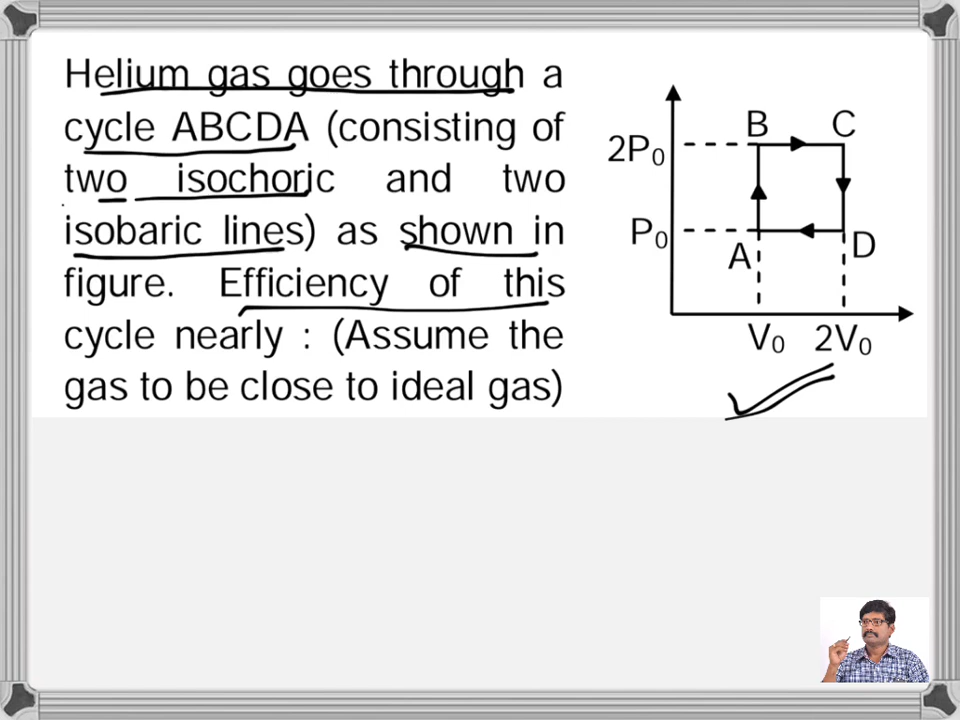 Helium gas goes through a
cycle ABCDA (consisting of
two isochoric and two
isobaric lines) as shown in
figure. Efficiency of this
cycle nearly : (Assume the
gas to be close to ideal gas)
B C
2P₀
P₀
A D
V₀ 2V₀